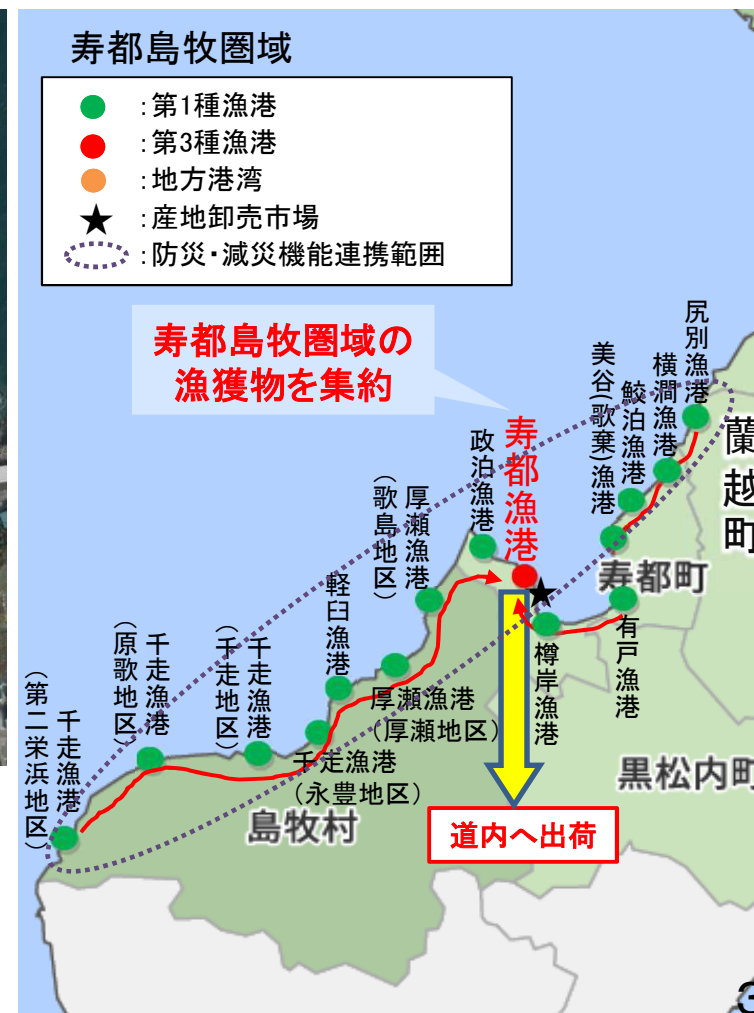 寿都島牧圏域
:第1種漁港
:第3種漁港
:地方港湾
:産地卸売市場
:防災・減災機能連携範囲
寿都島牧圏域の
漁獲物を集約
尻別漁港
横澗漁港
鮫泊漁港
美谷(歌棄)漁港
寿都漁港
政泊漁港
厚瀬漁港
(歌島地区)
軽臼漁港
千走漁港
(千走地区)
千走漁港
(原歌地区)
千走漁港
(第二栄浜地区)
厚瀬漁港
(厚瀬地区)
千走漁港
(永豊地区)
樽岸漁港
有戸漁港
蘭越町
寿都町
黒松内町
島牧村
道内へ出荷